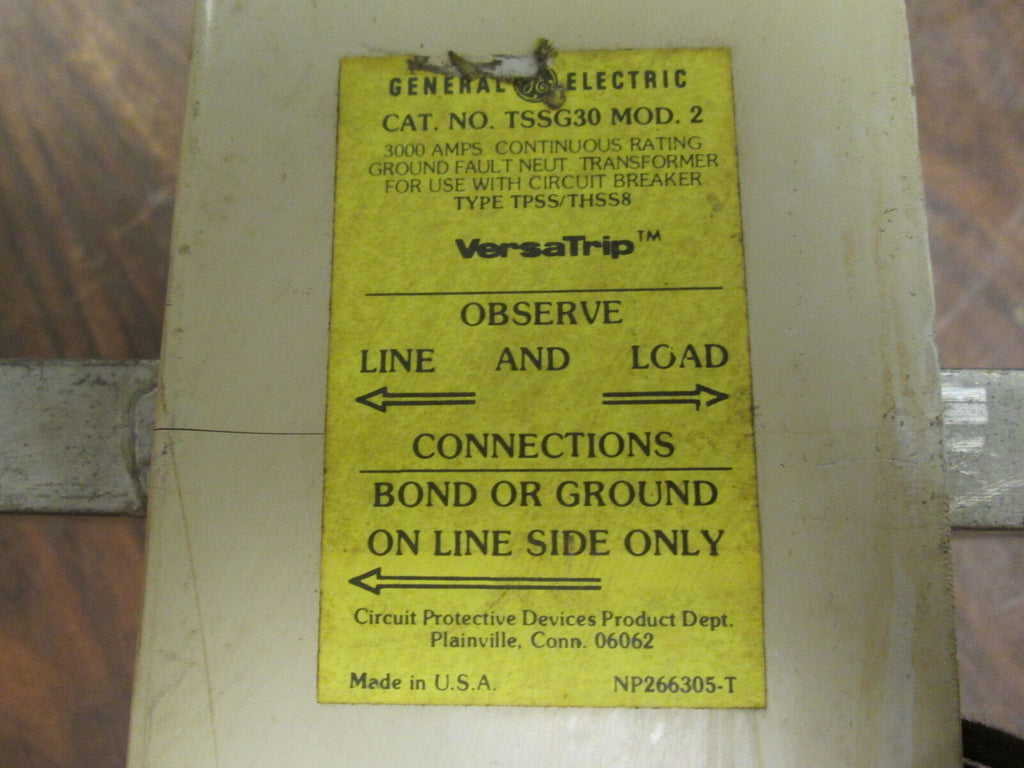 GENERAL GE ELECTRIC
CAT. NO. TSSG30 MOD. 2
3000 AMPS. CONTINUOUS RATING
GROUND FAULT NEUT. TRANSFORMER
FOR USE WITH CIRCUIT BREAKER
TYPE TPSS/THSS8
VersaTrip™
OBSERVE
LINE AND LOAD
CONNECTIONS
BOND OR GROUND
ON LINE SIDE ONLY
Circuit Protective Devices Product Dept.
Plainville, Conn. 06062
Made in U.S.A. NP266305-T